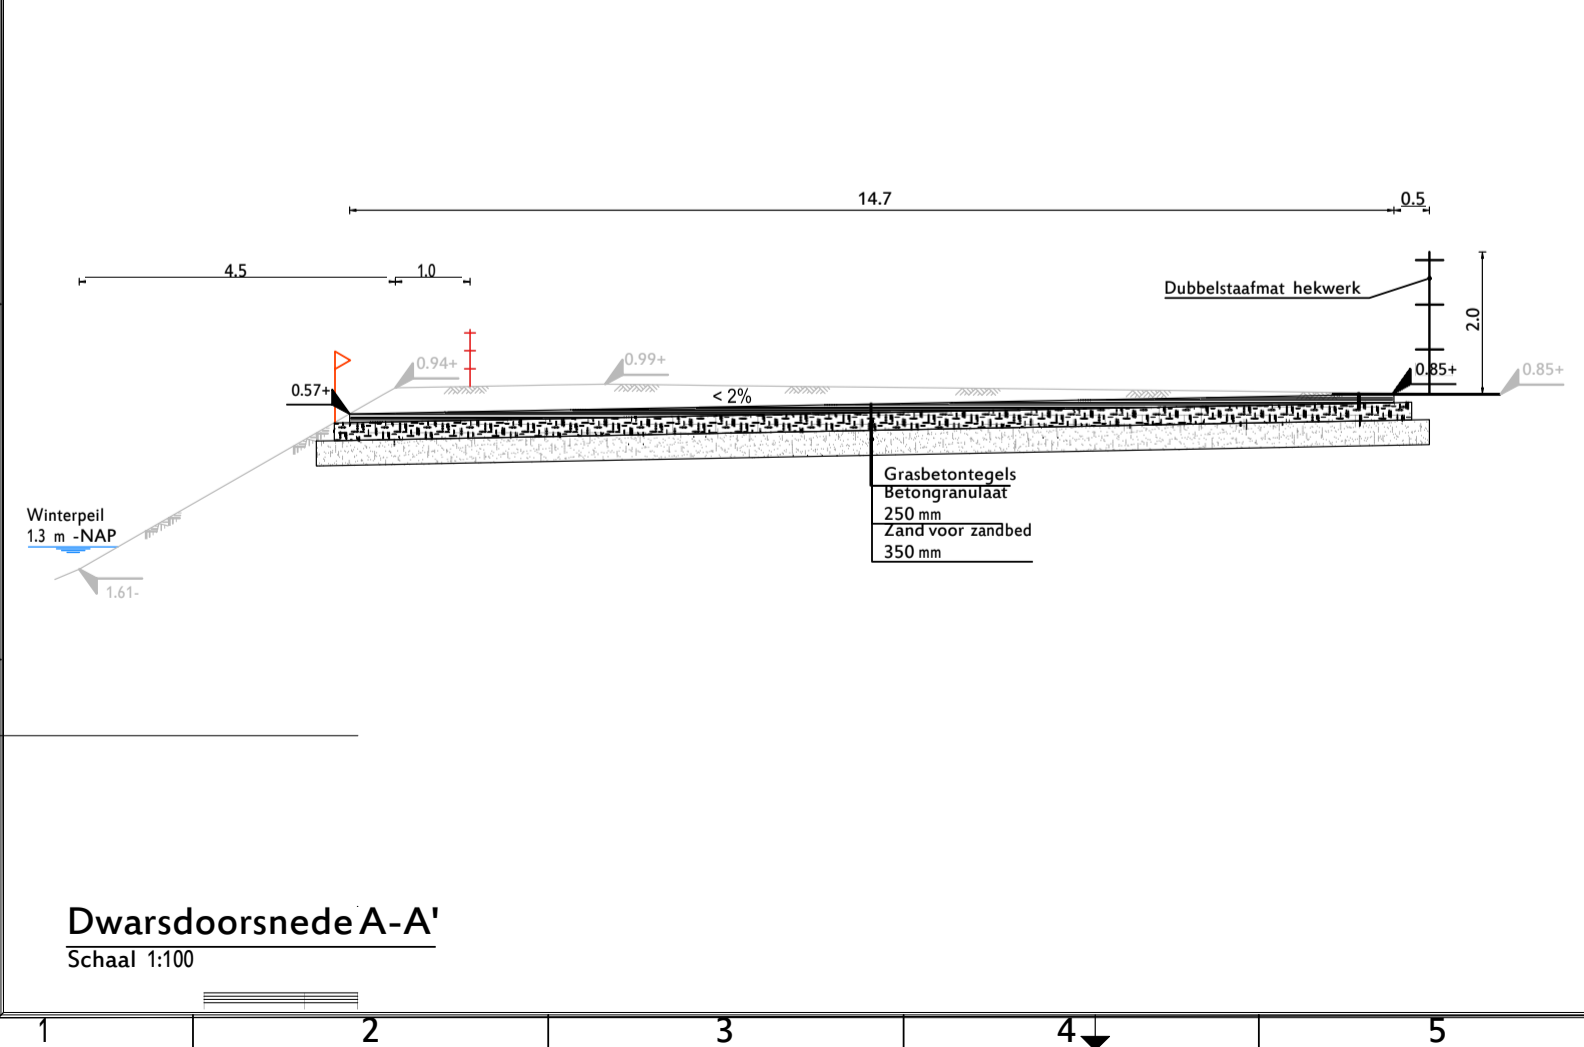 14.7
0.5
4.5
1.0
Dubbelstaafmat hekwerk
2.0
0.94+
0.99+
0.85+
0.85+
0.57+
< 2%
Grasbetontegels
Betongranulaat
250 mm
Zand voor zandbed
350 mm
Winterpeil
1.3 m -NAP
1.61-
Dwarsdoorsnede A-A'
Schaal 1:100
1
2
3
4
5